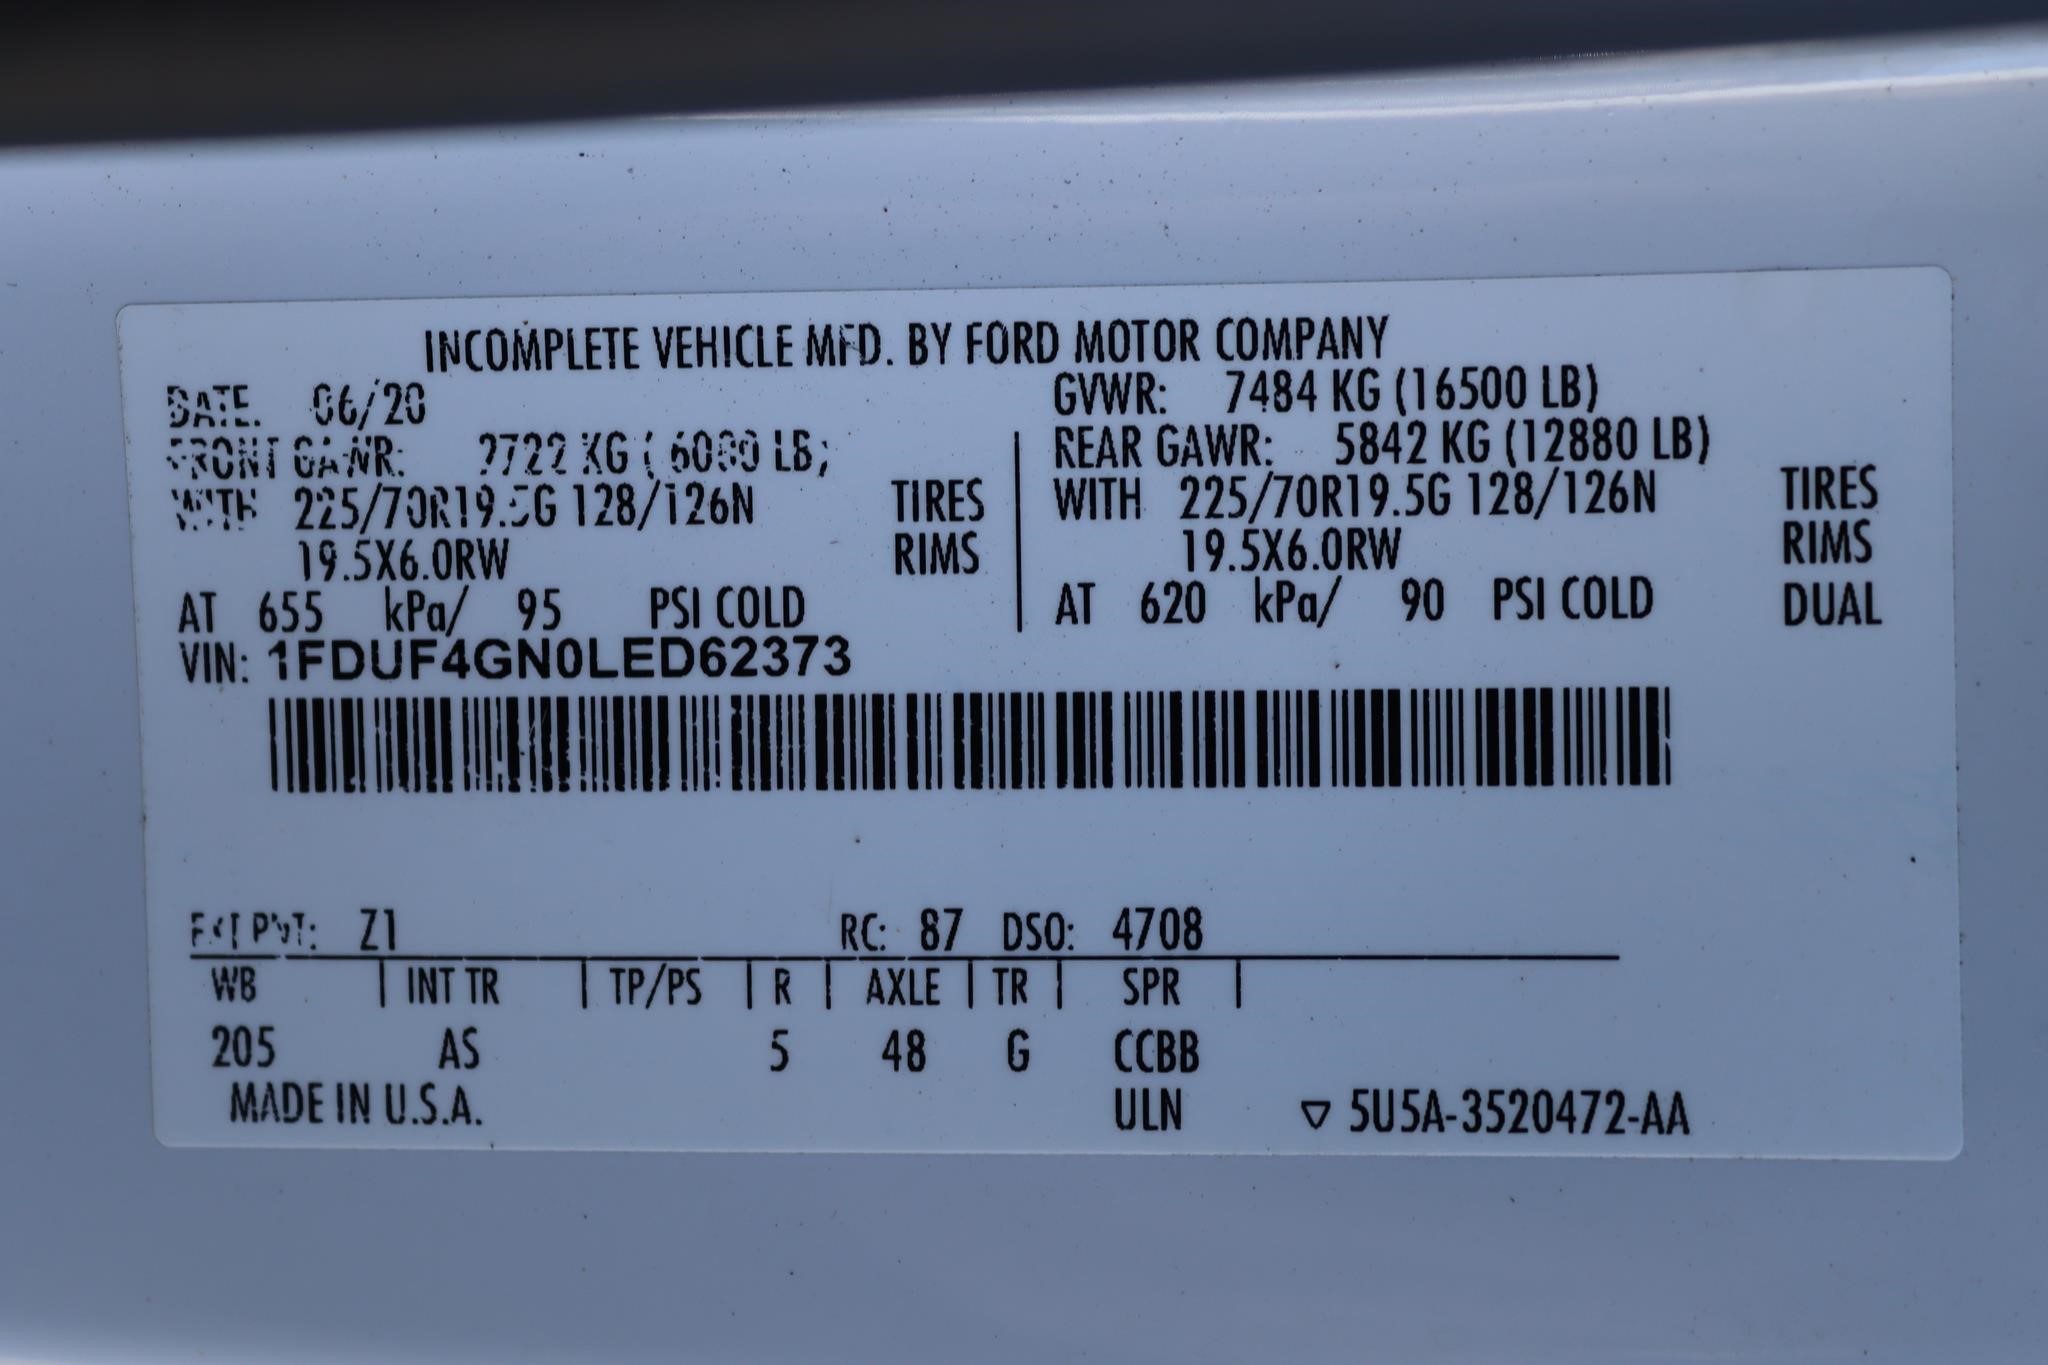 INCOMPLETE VEHICLE MFD. BY FORD MOTOR COMPANY
DATE: 06/20 GVWR: 7484 KG (16500 LB)
FRONT GAWR: 2722 KG ( 6000 LB) REAR GAWR: 5842 KG (12880 LB)
WITH 225/70R19.5G 128/126N TIRES WITH 225/70R19.5G 128/126N TIRES
19.5X6.0RW RIMS 19.5X6.0RW RIMS
AT 655 kPa/ 95 PSI COLD AT 620 kPa/ 90 PSI COLD DUAL
VIN: 1FDUF4GN0LED62373
EXT PNT: Z1 RC: 87 DSO: 4708
WB INT TR TP/PS R AXLE TR SPR
205 AS 5 48 G CCBB
MADE IN U.S.A. ULN ▽ 5U5A-3520472-AA